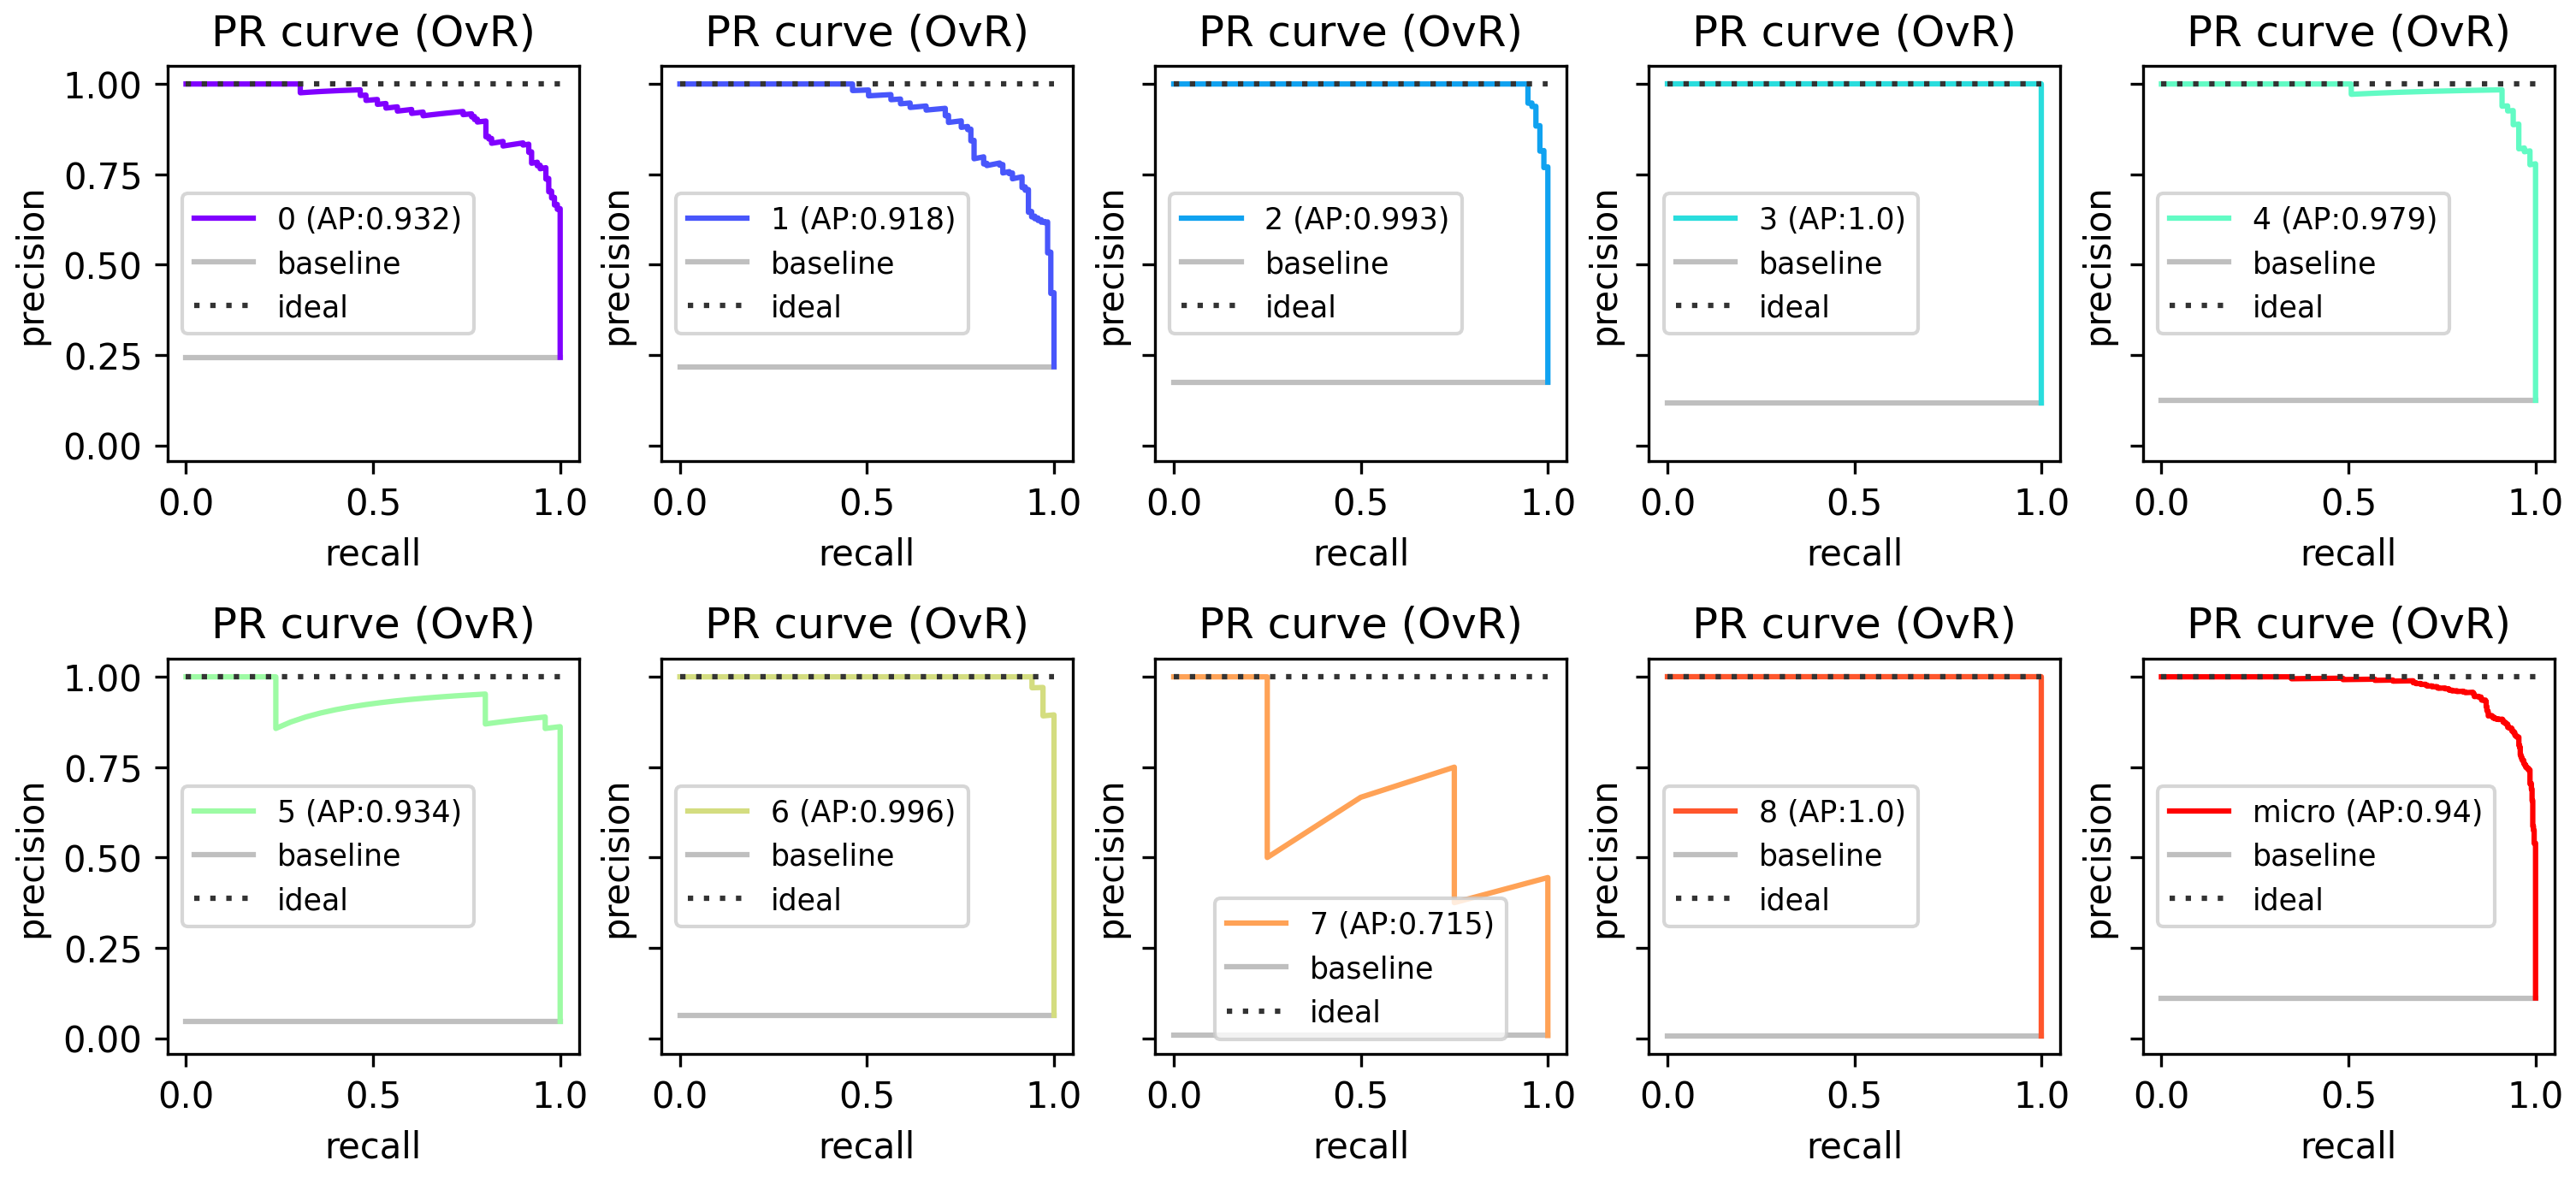 PR curve (OvR) PR curve (OvR) PR curve (OvR) PR curve (OvR) PR curve (OvR)
1.00
0.75
0.50
0.25
0.00
precision
0 (AP:0.932)
baseline
ideal
0.0 0.5 1.0
recall
precision
1 (AP:0.918)
baseline
ideal
0.0 0.5 1.0
recall
precision
2 (AP:0.993)
baseline
ideal
0.0 0.5 1.0
recall
precision
3 (AP:1.0)
baseline
ideal
0.0 0.5 1.0
recall
precision
4 (AP:0.979)
baseline
ideal
0.0 0.5 1.0
recall
PR curve (OvR) PR curve (OvR) PR curve (OvR) PR curve (OvR) PR curve (OvR)
1.00
0.75
0.50
0.25
0.00
precision
5 (AP:0.934)
baseline
ideal
0.0 0.5 1.0
recall
precision
6 (AP:0.996)
baseline
ideal
0.0 0.5 1.0
recall
precision
7 (AP:0.715)
baseline
ideal
0.0 0.5 1.0
recall
precision
8 (AP:1.0)
baseline
ideal
0.0 0.5 1.0
recall
precision
micro (AP:0.94)
baseline
ideal
0.0 0.5 1.0
recall